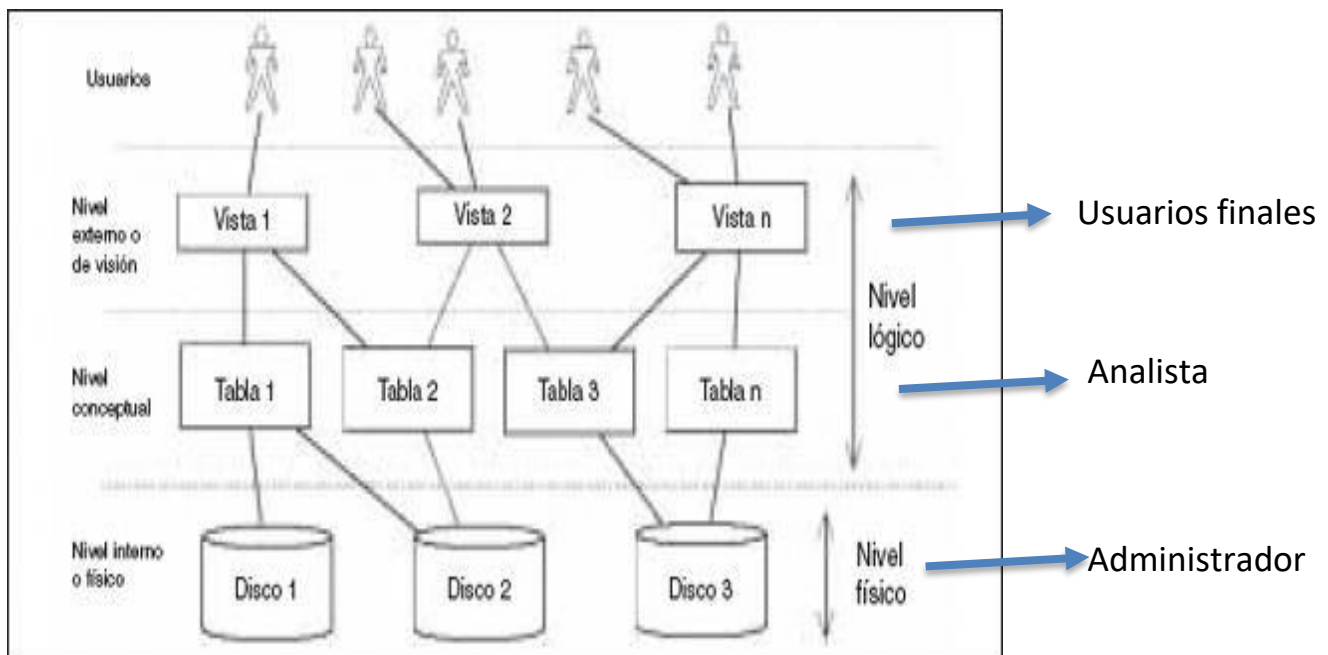 Usuarios
Nivel
externo o
de visión
Vista 1
Vista 2
Vista n
Usuarios finales
Nivel
lógico
Nivel
conceptual
Tabla 1
Tabla 2
Tabla 3
Tabla n
Analista
Nivel interno
o físico
Disco 1
Disco 2
Disco 3
Nivel
físico
Administrador